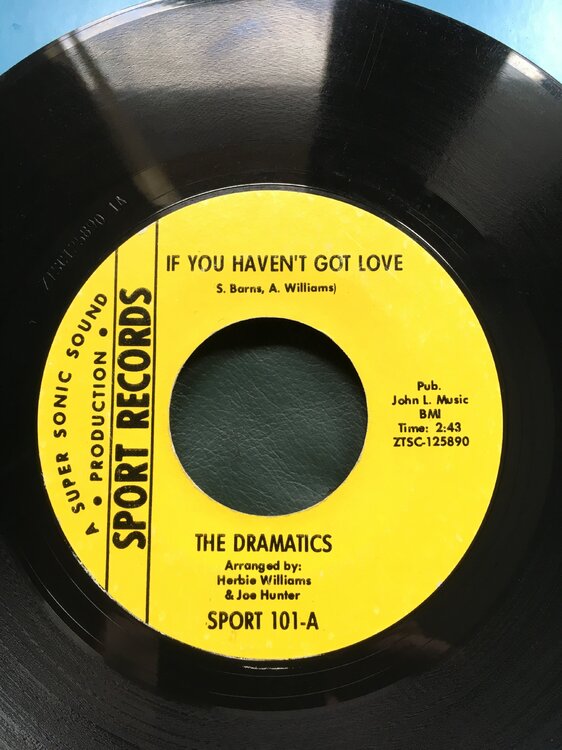 IF YOU HAVEN'T GOT LOVE
S. Barns, A. Williams)
A SUPER SONIC SOUND
• PRODUCTION •
SPORT RECORDS
Pub.
John L. Music
BMI
Time: 2:43
ZTSC-125890
THE DRAMATICS
Arranged by:
Herbie Williams
& Joe Hunter
SPORT 101-A